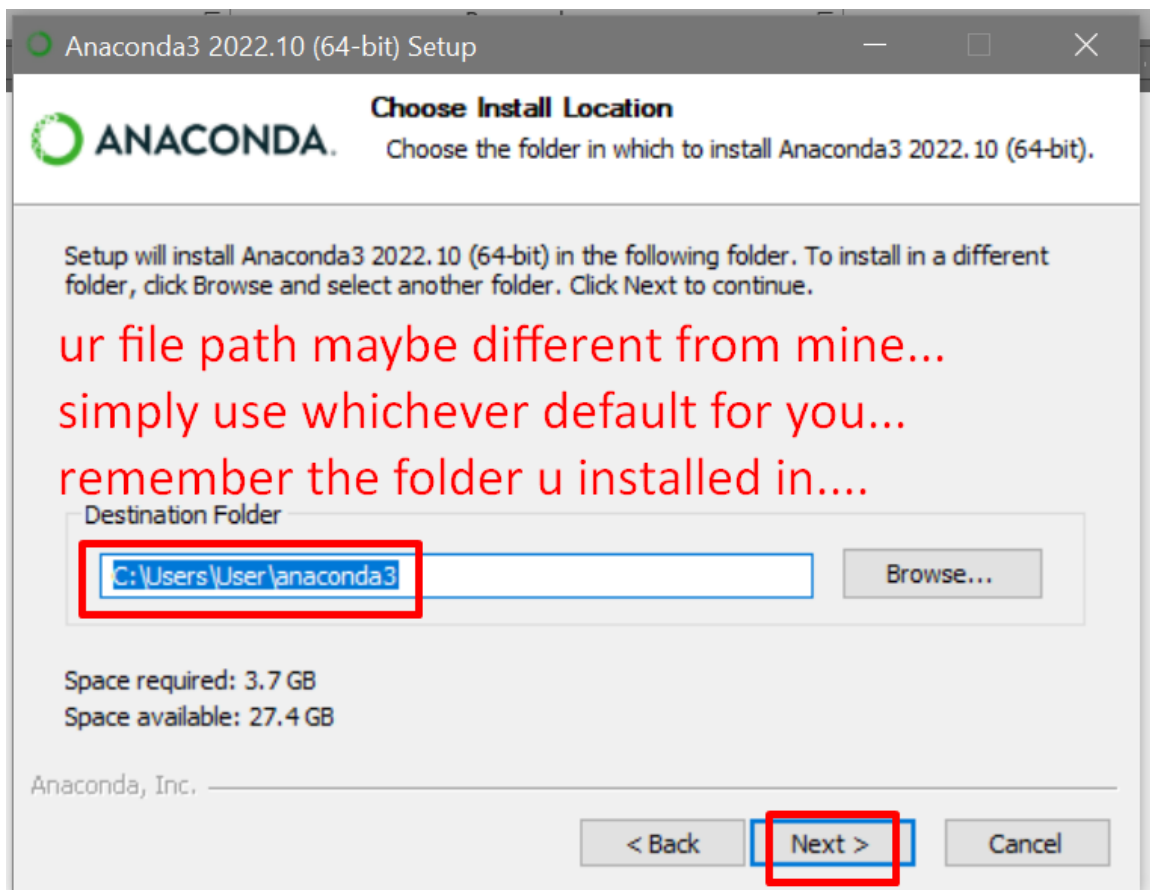 Anaconda3 2022.10 (64-bit) Setup
ANACONDA.
Choose Install Location
Choose the folder in which to install Anaconda3 2022.10 (64-bit).
Setup will install Anaconda3 2022.10 (64-bit) in the following folder. To install in a different
folder, click Browse and select another folder. Click Next to continue.
ur file path maybe different from mine...
simply use whichever default for you...
remember the folder u installed in....
Destination Folder
C:\Users\User\anaconda3
Browse...
Space required: 3.7 GB
Space available: 27.4 GB
Anaconda, Inc.
< Back
Next >
Cancel